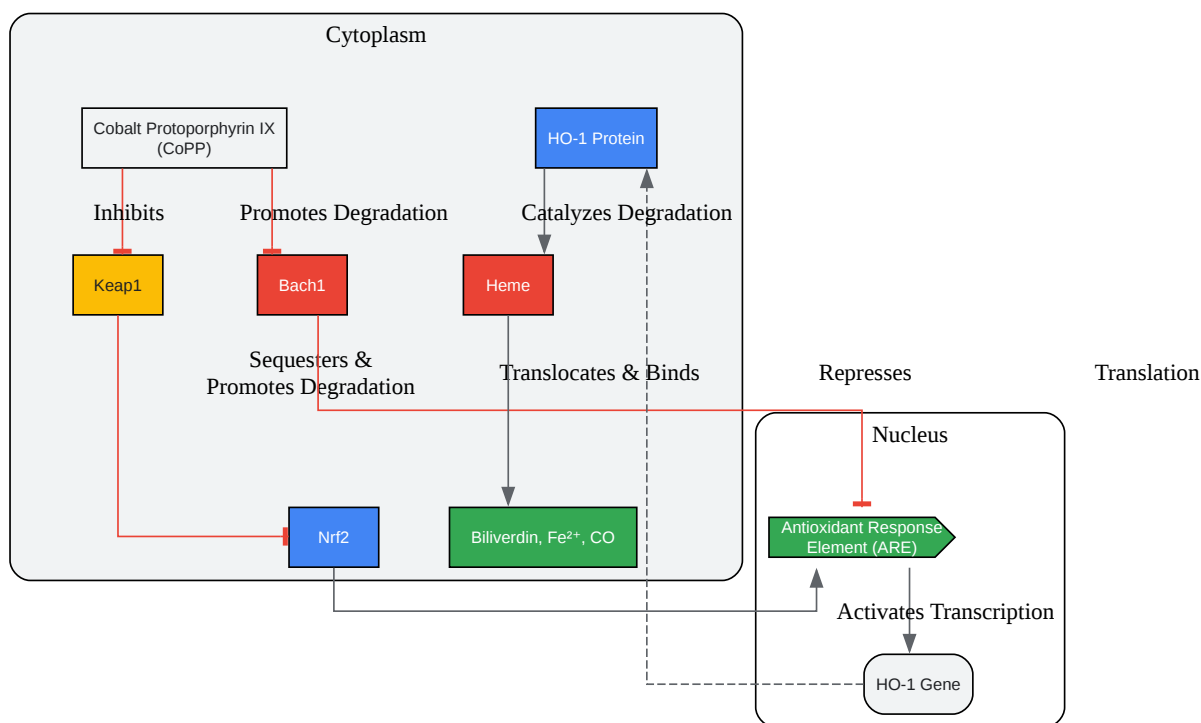 Cytoplasm
Cobalt Protoporphyrin IX
(CoPP)
HO-1 Protein
Inhibits
Promotes Degradation
Catalyzes Degradation
Keap1
Bach1
Heme
Sequesters &
Promotes Degradation
Translocates & Binds
Represses
Translation
Nucleus
Nrf2
Biliverdin, Fe²⁺, CO
Antioxidant Response
Element (ARE)
Activates Transcription
HO-1 Gene